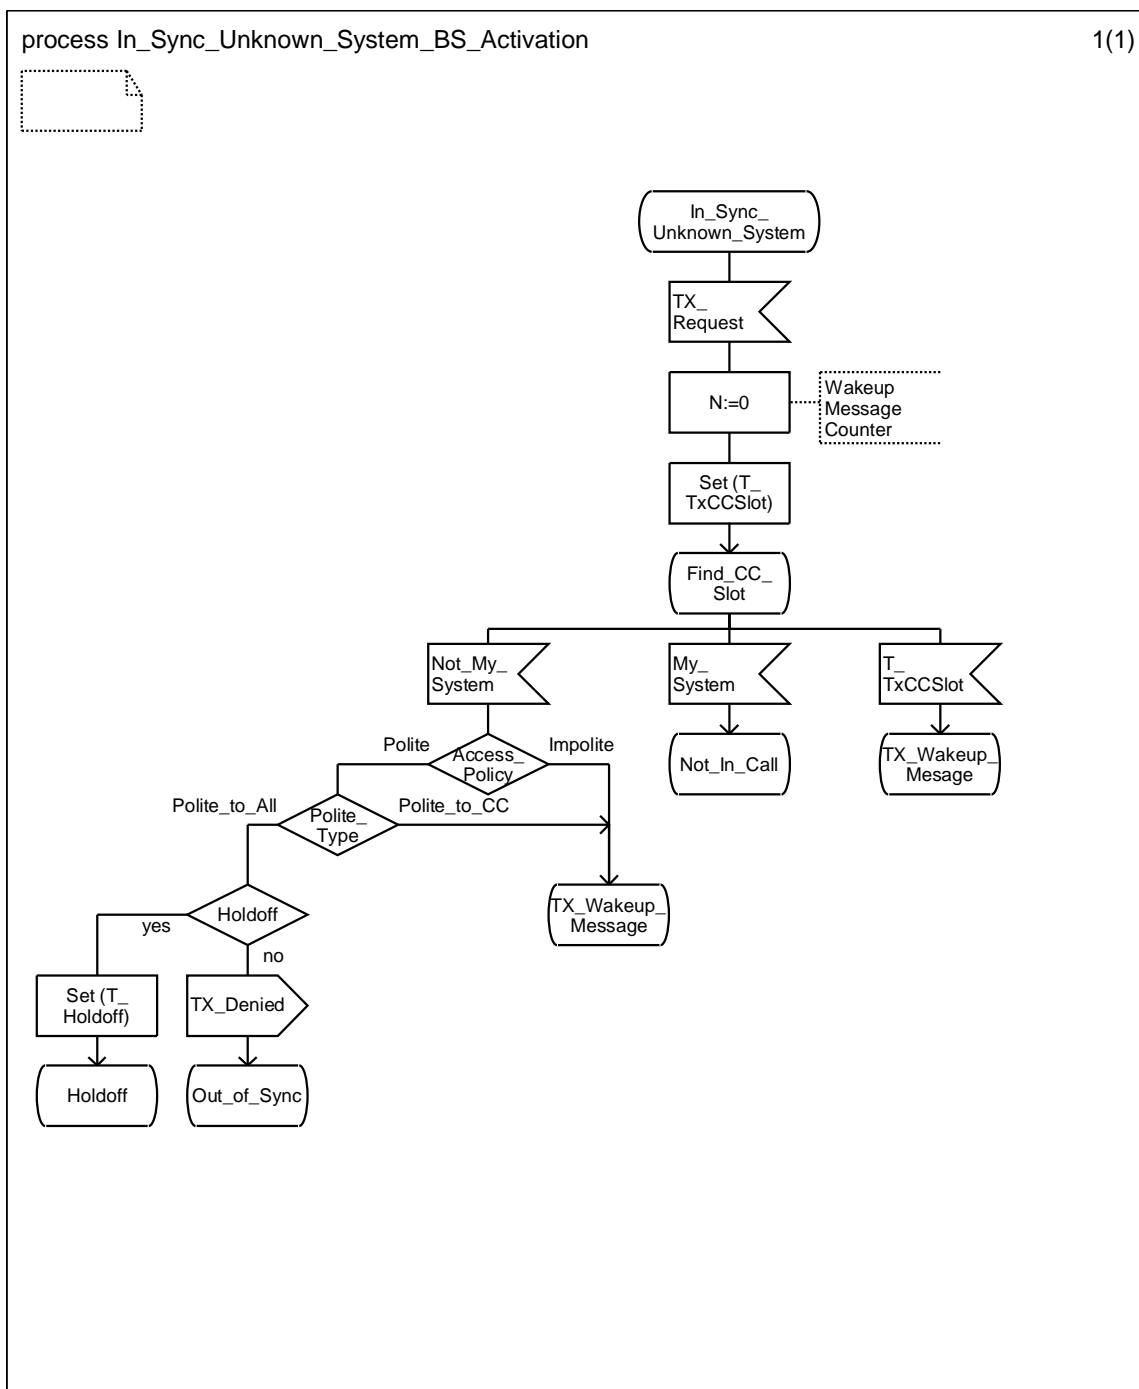 process In_Sync_Unknown_System_BS_Activation 1(1)
In_Sync_
Unknown_System
TX_
Request
N:=0
Wakeup
Message
Counter
Set (T_
TxCCSlot)
Find_CC_
Slot
Not_My_
System
My_
System
T_
TxCCSlot
Polite
Access_
Policy
Impolite
Not_In_Call
TX_Wakeup_
Mesage
Polite_to_All
Polite_
Type
Polite_to_CC
Holdoff
yes
no
TX_Wakeup_
Message
Set (T_
Holdoff)
TX_Denied
Holdoff
Out_of_Sync